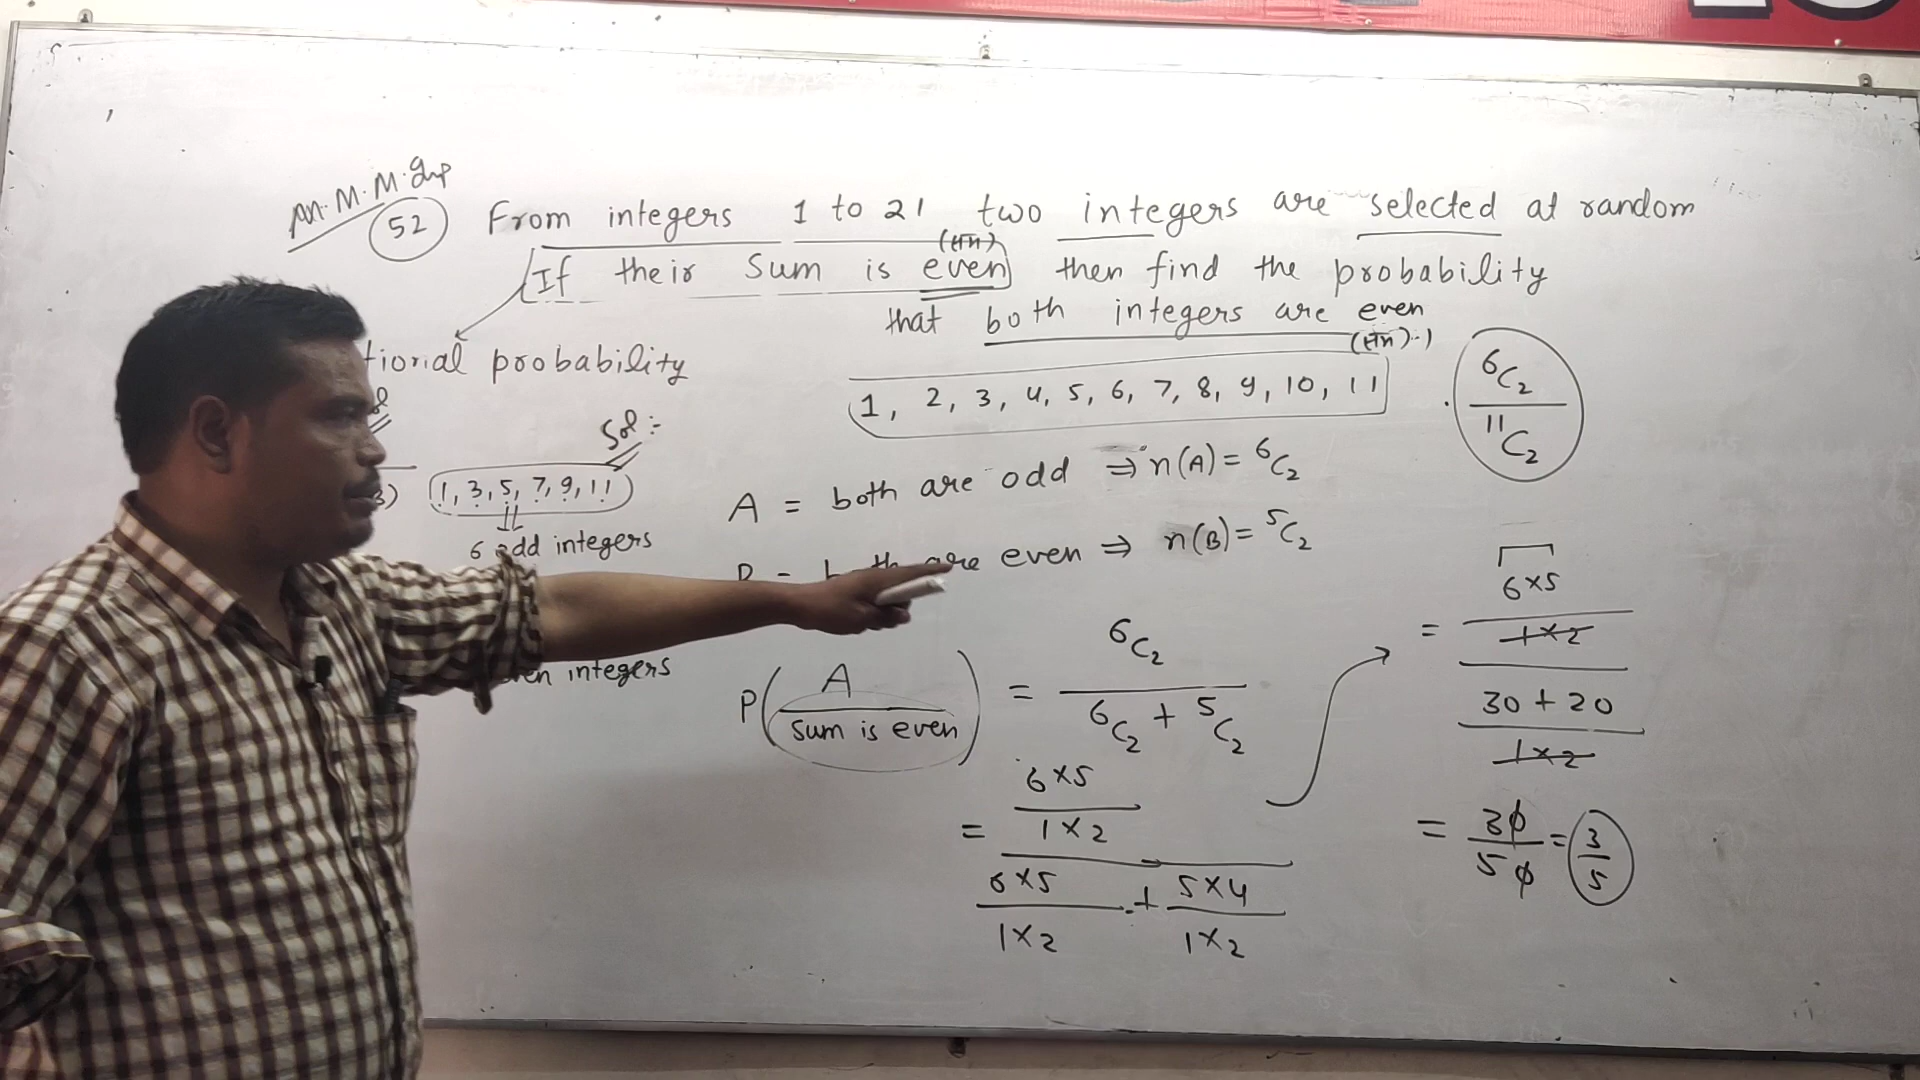 52 From integers 1 to 21 two integers are selected at random
If their sum is even then find the probability
that both integers are even
tional probability
1, 2, 3, 4, 5, 6, 7, 8, 9, 10, 11
⁶C₂
¹¹C₂
Sol :-
1, 3, 5, 7, 9, 11
6 odd integers
A = both are odd ⇒ n(A) = ⁶C₂
are even ⇒ n(B) = ⁵C₂
integers
P( A / Sum is even ) = ⁶C₂ / ⁶C₂ + ⁵C₂
= 6×5 / 1×2
6×5 / 1×2 + 5×4 / 1×2
= 6×5 / 1×2
30 + 20 / 1×2
= 30 / 50 = 3 / 5